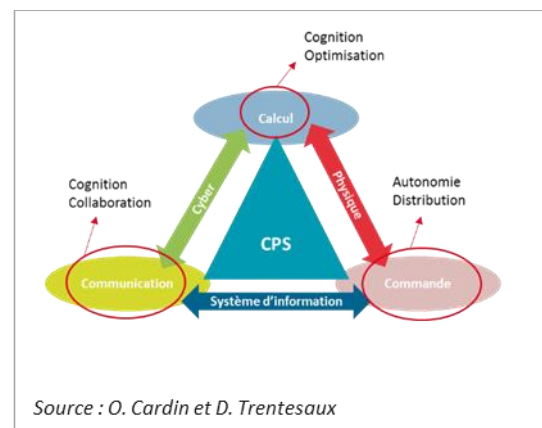 Cognition
Optimisation
Calcul
Cognition
Collaboration
Cyber
Physique
Autonomie
Distribution
CPS
Communication
Commande
Système d'information
Source : O. Cardin et D. Trentesaux